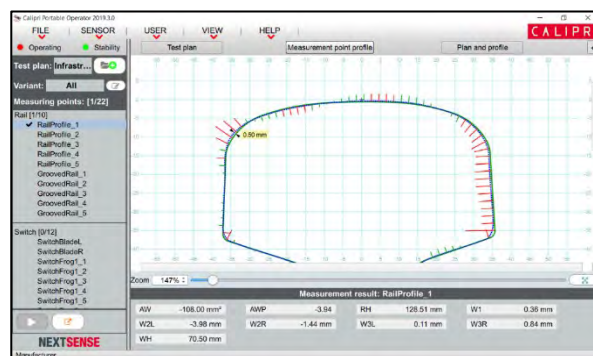 Calipri Portable Operator 2019.3.0
FILE SENSOR USER VIEW HELP
CALIPRI
Operating Stability
Test plan Measurement point profile Plan and profile
Test plan: Infrastr...
Variant: All
Measuring points: [1/22]
Rail [1/10]
RailProfile_1
RailProfile_2
RailProfile_3
RailProfile_4
RailProfile_5
GroovedRail_1
GroovedRail_2
GroovedRail_3
GroovedRail_4
GroovedRail_5
Switch [0/12]
SwitchBladeL
SwitchBladeR
SwitchFrog1_1
SwitchFrog1_2
SwitchFrog1_3
SwitchFrog1_4
SwitchFrog1_5
0.50 mm
Zoom 147%
Measurement result: RailProfile_1
AW -108.00 mm² AWP -3.94 RH 128.51 mm W1 0.36 mm
W2L -3.98 mm W2R -1.44 mm W3L 0.11 mm W3R 0.84 mm
WH 70.50 mm
NEXTSENSE
Manufacturer